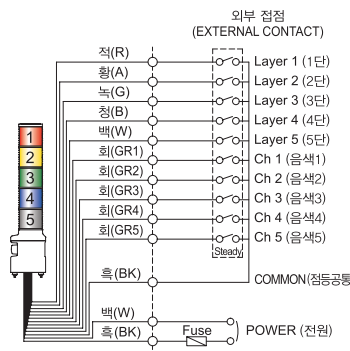 외부 접점
(EXTERNAL CONTACT)
적(R)
Layer 1 (1단)
황(A)
Layer 2 (2단)
녹(G)
Layer 3 (3단)
청(B)
Layer 4 (4단)
백(W)
Layer 5 (5단)
회(GR1)
Ch 1 (음색1)
회(GR2)
Ch 2 (음색2)
회(GR3)
Ch 3 (음색3)
회(GR4)
Ch 4 (음색4)
회(GR5)
Ch 5 (음색5)
Steady
1
2
3
4
5
흑(BK)
COMMON(점등공통
백(W)
흑(BK)
Fuse
POWER (전원)